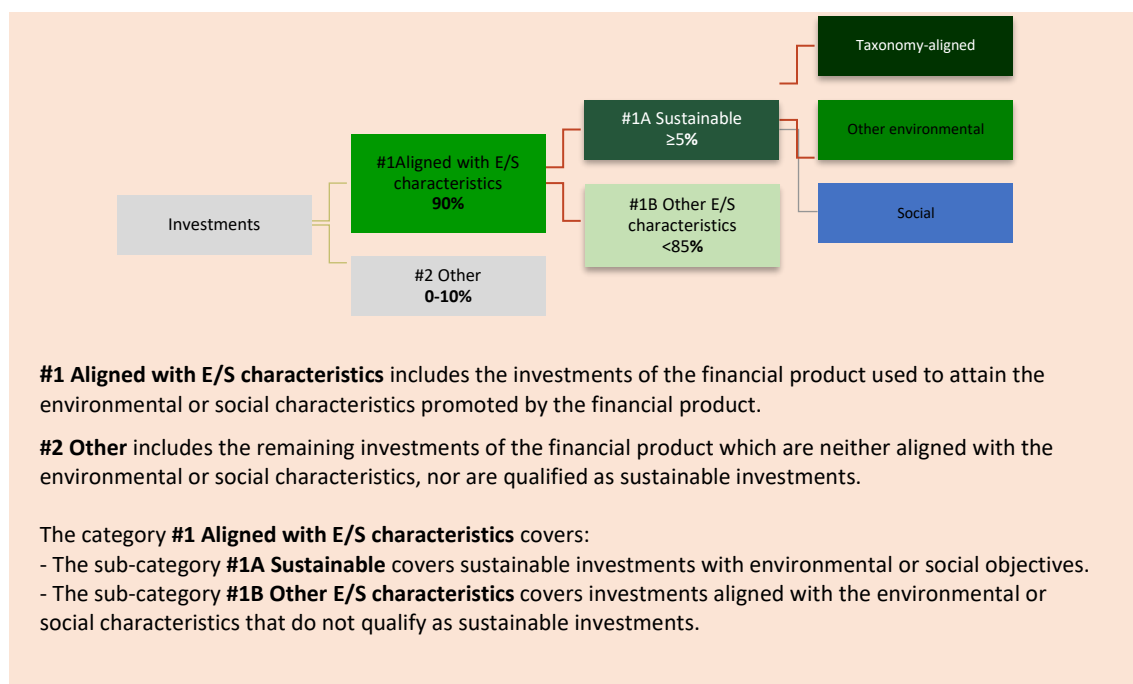 Taxonomy-aligned
#1A Sustainable
≥5%
Other environmental
#1Aligned with E/S
characteristics
90%
#1B Other E/S
characteristics
<85%
Investments
Social
#2 Other
0-10%
#1 Aligned with E/S characteristics includes the investments of the financial product used to attain the
environmental or social characteristics promoted by the financial product.
#2 Other includes the remaining investments of the financial product which are neither aligned with the
environmental or social characteristics, nor are qualified as sustainable investments.
The category #1 Aligned with E/S characteristics covers:
- The sub-category #1A Sustainable covers sustainable investments with environmental or social objectives.
- The sub-category #1B Other E/S characteristics covers investments aligned with the environmental or
social characteristics that do not qualify as sustainable investments.